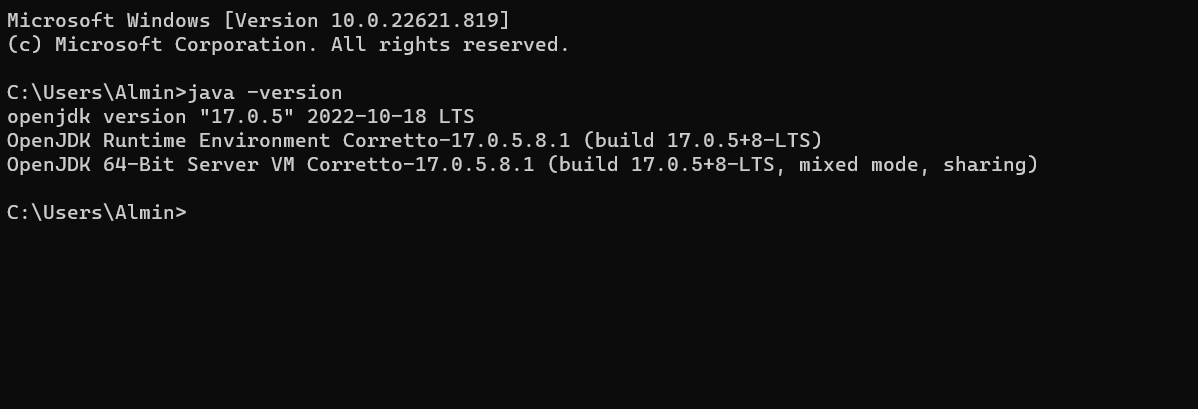 Microsoft Windows [Version 10.0.22621.819]
(c) Microsoft Corporation. All rights reserved.
C:\Users\Almin>java -version
openjdk version "17.0.5" 2022-10-18 LTS
OpenJDK Runtime Environment Corretto-17.0.5.8.1 (build 17.0.5+8-LTS)
OpenJDK 64-Bit Server VM Corretto-17.0.5.8.1 (build 17.0.5+8-LTS, mixed mode, sharing)
C:\Users\Almin>